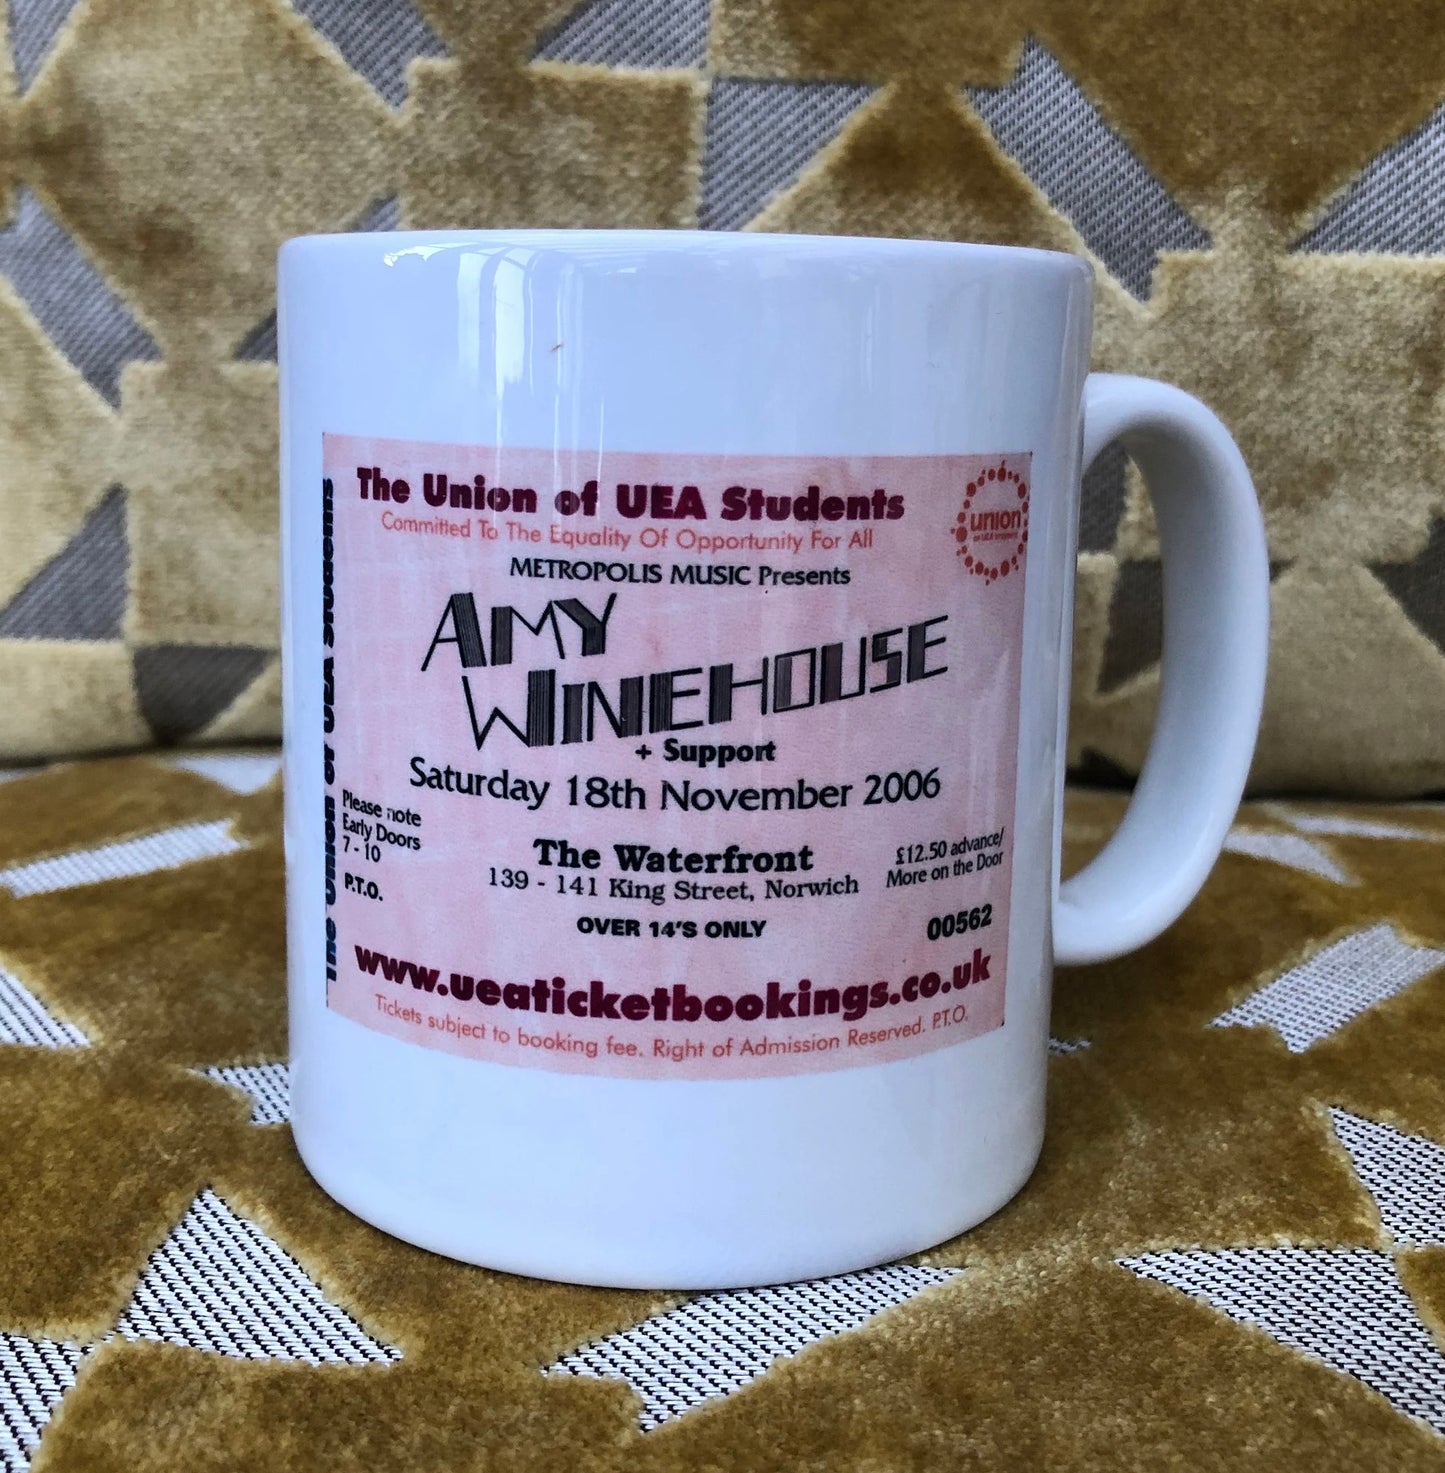 The Union of UEA Students
The Union of UEA Students
Committed To The Equality Of Opportunity For All
union
METROPOLIS MUSIC Presents
AMY
WINEHOUSE
+ Support
Saturday 18th November 2006
Please note
Early Doors
7 - 10
P.T.O.
The Waterfront
139 - 141 King Street, Norwich
OVER 14'S ONLY
£12.50 advance/
More on the Door
00562
www.ueaticketbookings.co.uk
Tickets subject to booking fee. Right of Admission Reserved. P.T.O.